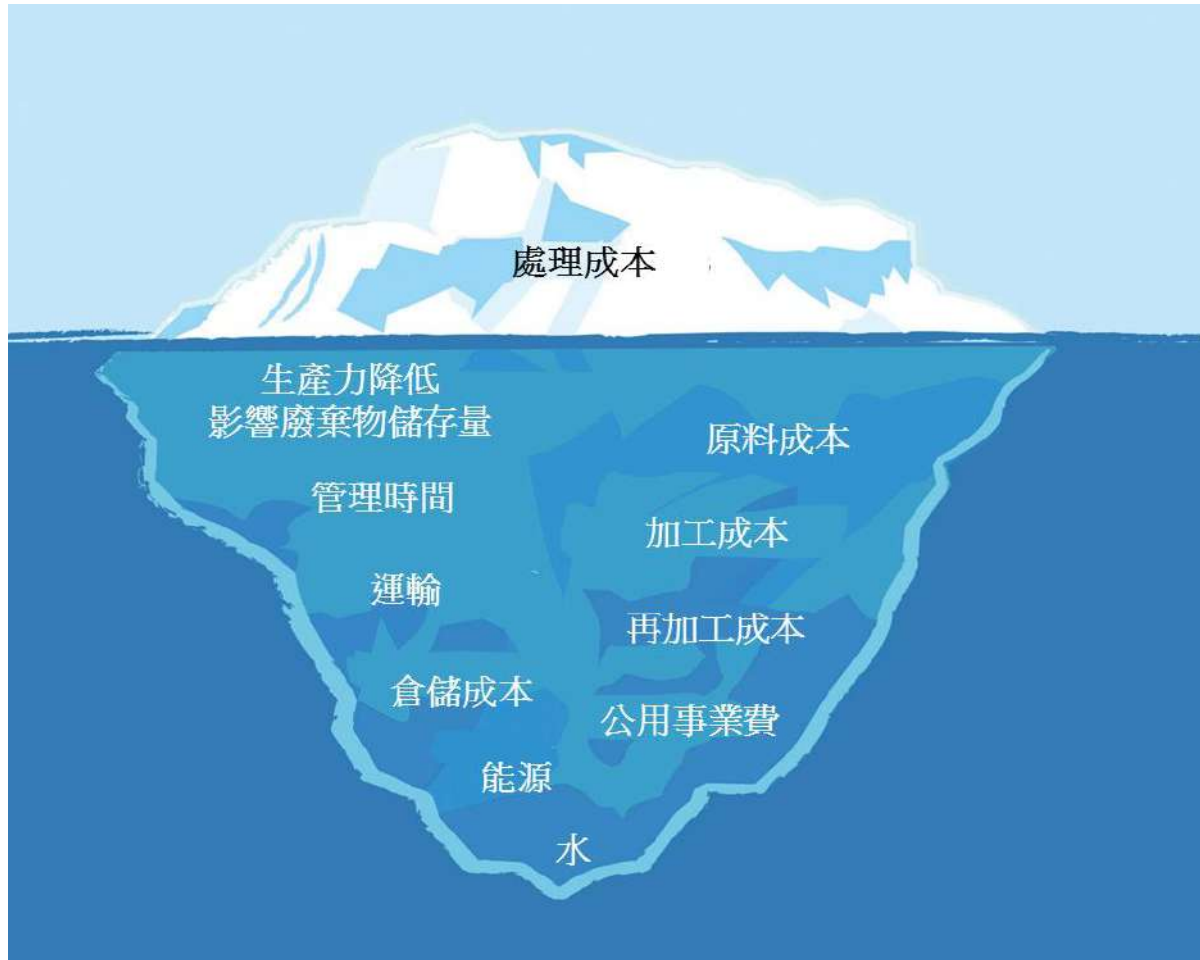 處理成本
生產力降低
影響廢棄物儲存量
原料成本
管理時間
加工成本
運輸
再加工成本
倉儲成本
公用事業費
能源
水